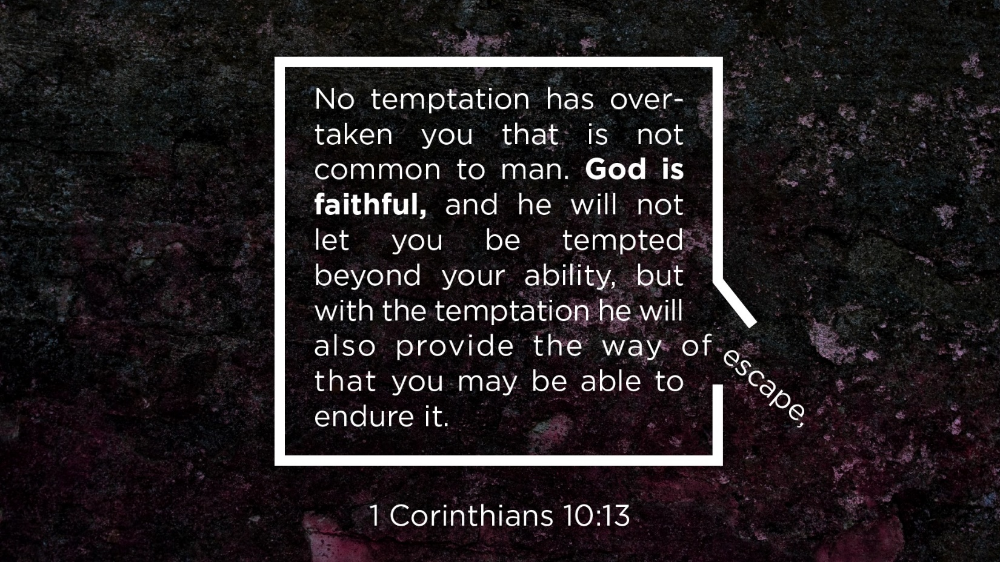 No temptation has over-
taken you that is not
common to man. God is
faithful, and he will not
let you be tempted
beyond your ability, but
with the temptation he will
also provide the way of escape,
that you may be able to
endure it.
1 Corinthians 10:13